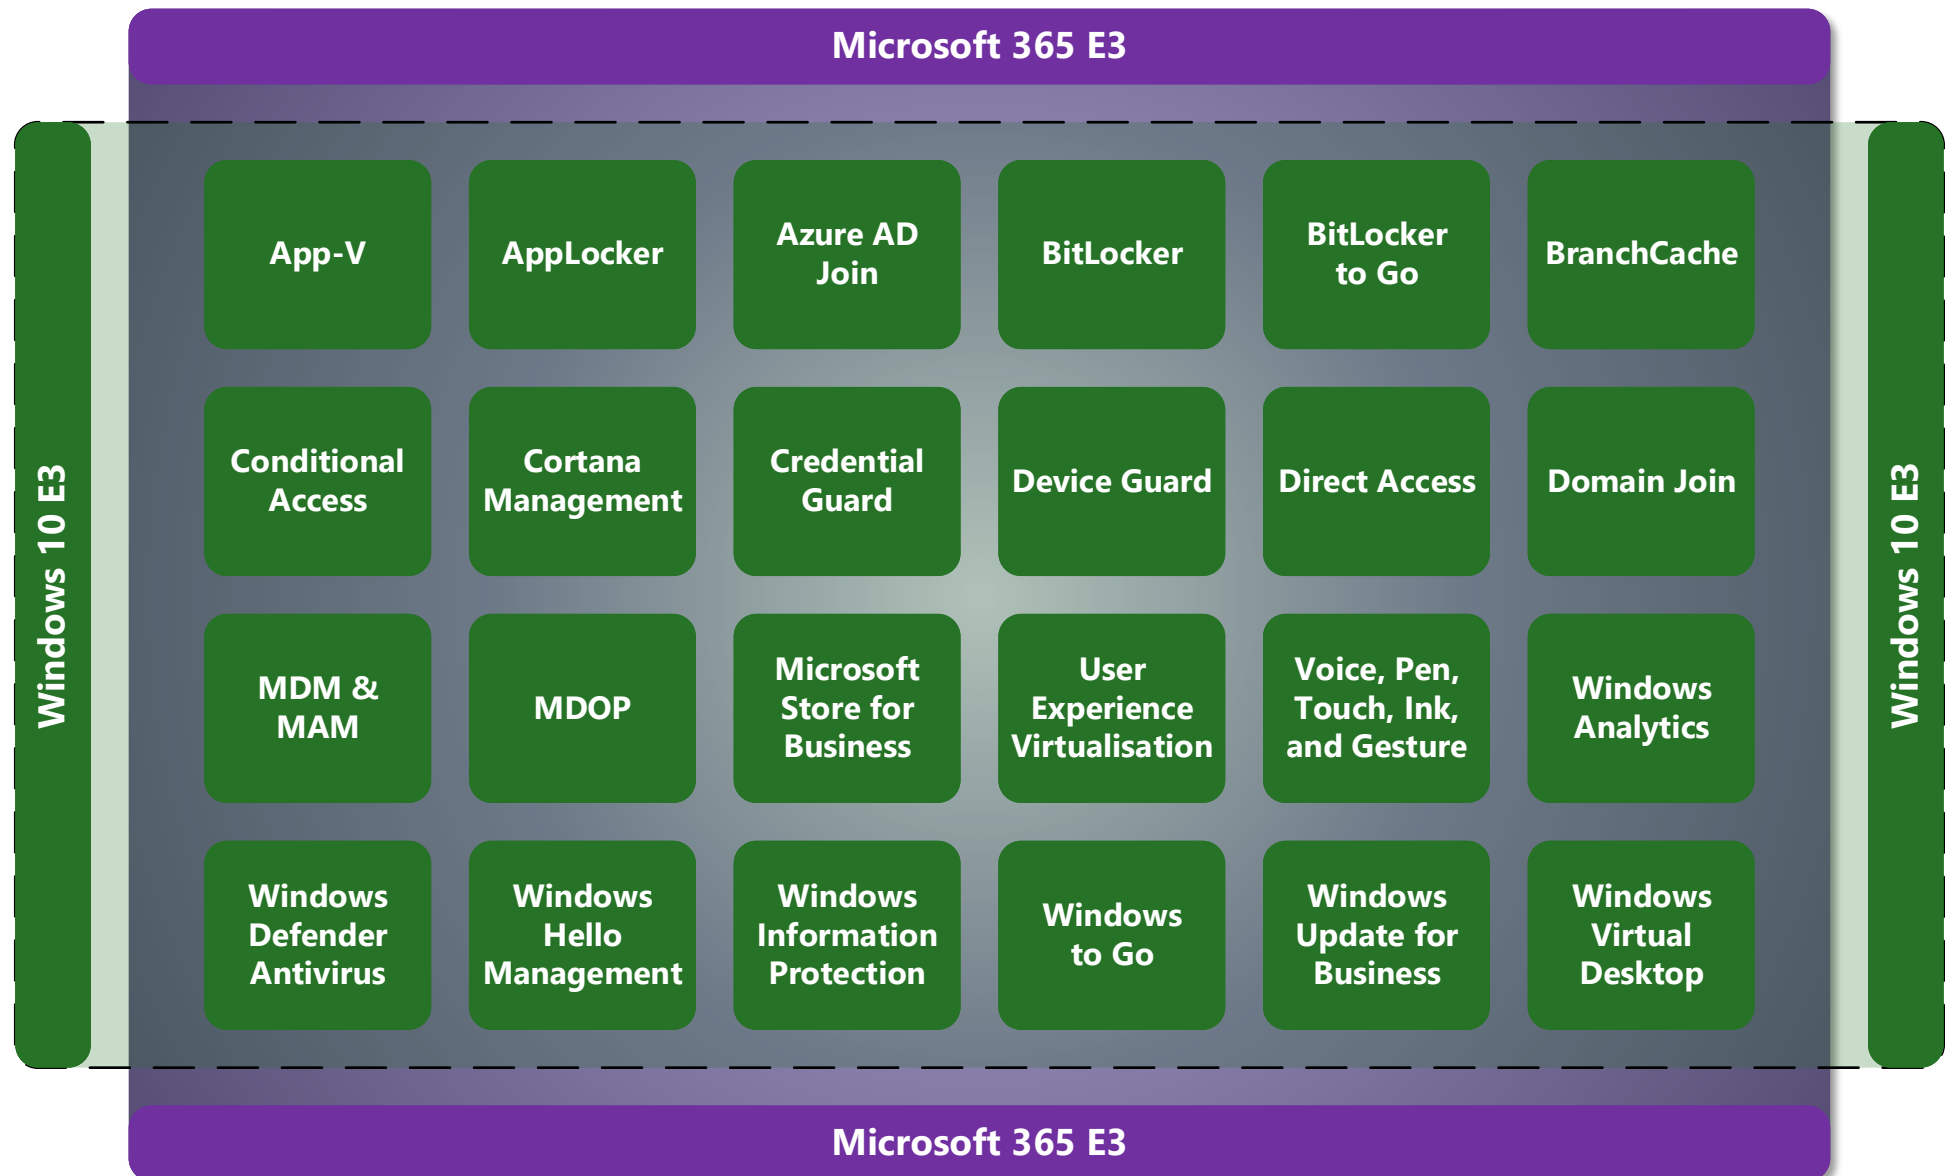 Microsoft 365 E3
Windows 10 E3
Windows 10 E3
App-V
AppLocker
Azure AD
Join
BitLocker
BitLocker
to Go
BranchCache
Conditional
Access
Cortana
Management
Credential
Guard
Device Guard
Direct Access
Domain Join
MDM &
MAM
MDOP
Microsoft
Store for
Business
User
Experience
Virtualisation
Voice, Pen,
Touch, Ink,
and Gesture
Windows
Analytics
Windows
Defender
Antivirus
Windows
Hello
Management
Windows
Information
Protection
Windows
to Go
Windows
Update for
Business
Windows
Virtual
Desktop
Microsoft 365 E3